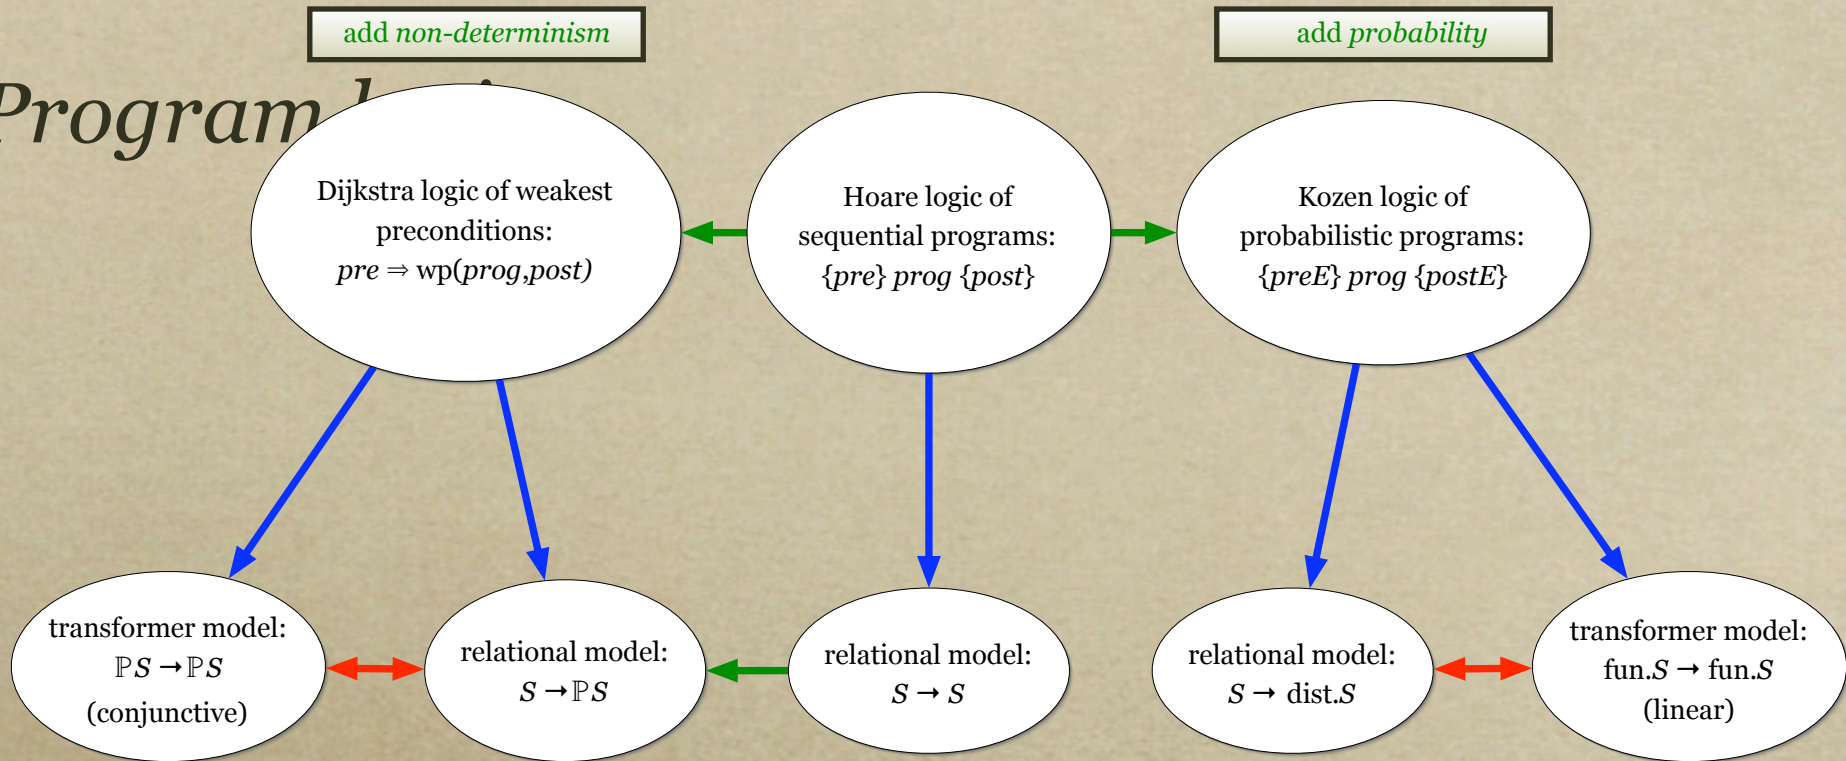 add non-determinism
add probability
Program
Dijkstra logic of weakest
preconditions:
pre ⇒ wp(prog,post)
Hoare logic of
sequential programs:
{pre} prog {post}
Kozen logic of
probabilistic programs:
{preE} prog {postE}
transformer model:
ℙS → ℙS
(conjunctive)
relational model:
S → ℙS
relational model:
S → S
relational model:
S → dist.S
transformer model:
fun.S → fun.S
(linear)